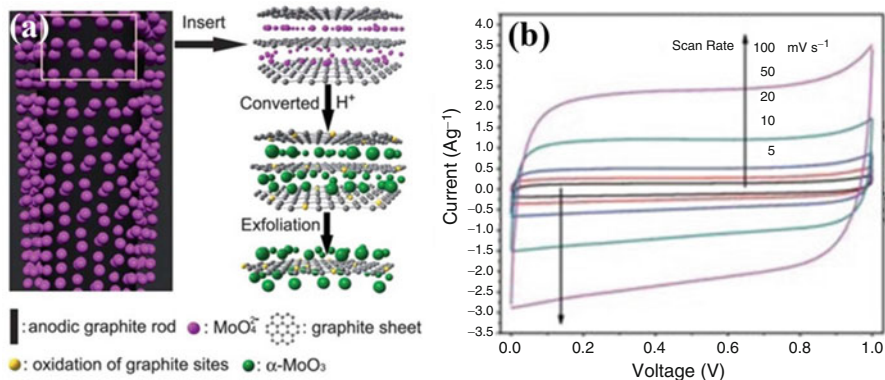 (a)
Insert
Converted H⁺
Exfoliation
: anodic graphite rod : MoO₄²⁻ : graphite sheet
: oxidation of graphite sites : α-MoO₃
(b)
Scan Rate 100 mV s⁻¹
50
20
10
5
4.0
3.5
3.0
2.5
2.0
1.5
1.0
0.5
0.0
−0.5
−1.0
−1.5
−2.0
−2.5
−3.0
−3.5
Current (Ag⁻¹)
0.0 0.2 0.4 0.6 0.8 1.0
Voltage (V)